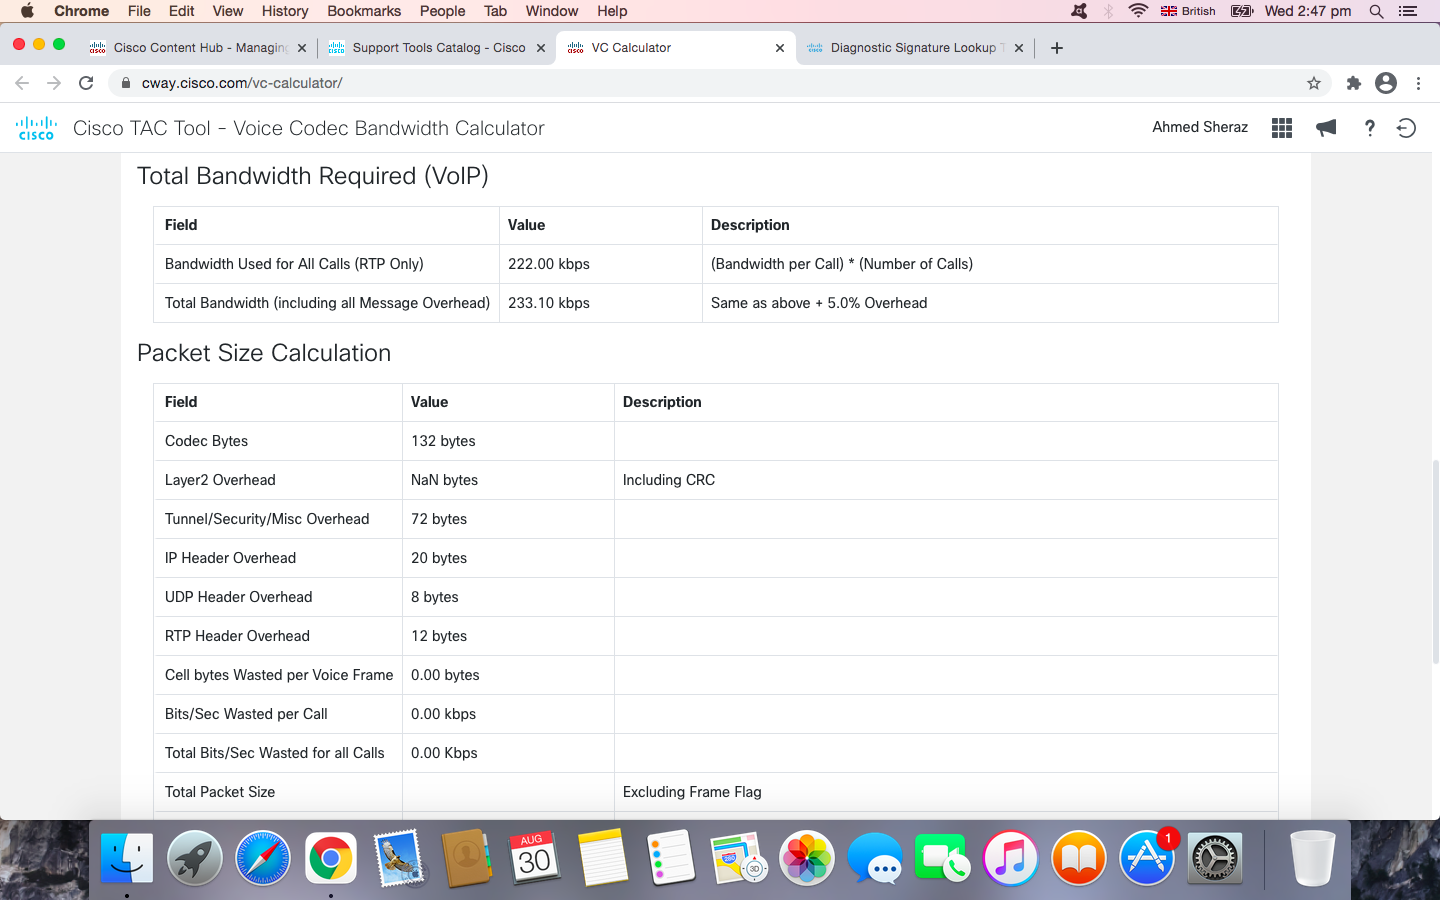 Chrome File Edit View History Bookmarks People Tab Window Help British Wed 2:47 pm
Cisco Content Hub - Managing Support Tools Catalog - Cisco VC Calculator Diagnostic Signature Lookup T
cway.cisco.com/vc-calculator/
CISCO Cisco TAC Tool - Voice Codec Bandwidth Calculator Ahmed Sheraz ?
Total Bandwidth Required (VoIP)
Field Value Description
Bandwidth Used for All Calls (RTP Only) 222.00 kbps (Bandwidth per Call) * (Number of Calls)
Total Bandwidth (including all Message Overhead) 233.10 kbps Same as above + 5.0% Overhead
Packet Size Calculation
Field Value Description
Codec Bytes 132 bytes
Layer2 Overhead NaN bytes Including CRC
Tunnel/Security/Misc Overhead 72 bytes
IP Header Overhead 20 bytes
UDP Header Overhead 8 bytes
RTP Header Overhead 12 bytes
Cell bytes Wasted per Voice Frame 0.00 bytes
Bits/Sec Wasted per Call 0.00 kbps
Total Bits/Sec Wasted for all Calls 0.00 Kbps
Total Packet Size Excluding Frame Flag
AUG
30
280
3D
1